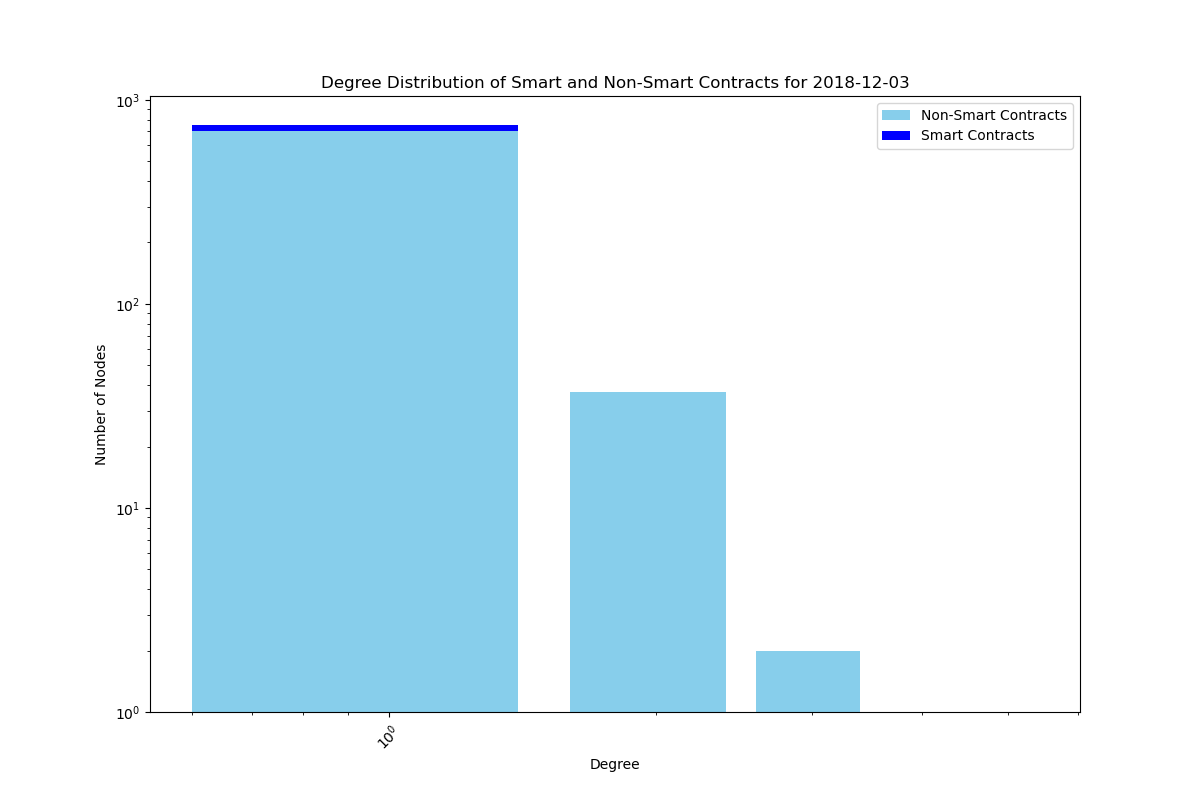 Degree Distribution of Smart and Non-Smart Contracts for 2018-12-03
Non-Smart Contracts
Smart Contracts
10³
10²
10¹
10⁰
Number of Nodes
10⁰
Degree